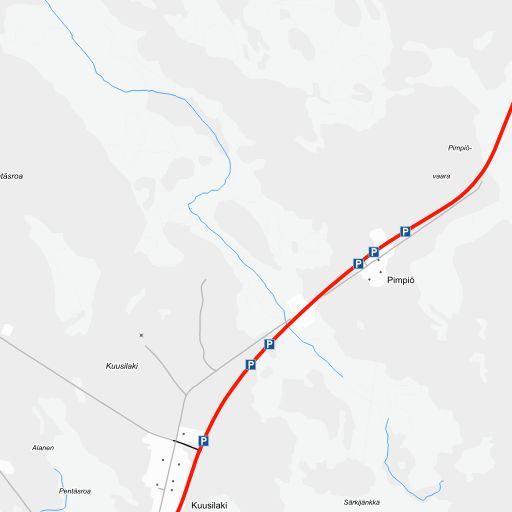 Pimpiö-
vaara
P
P
P
Pimpiö
P
P
Kuusilaki
P
Alanen
Pentäsroa
Särkijänkkä
Kuusilaki